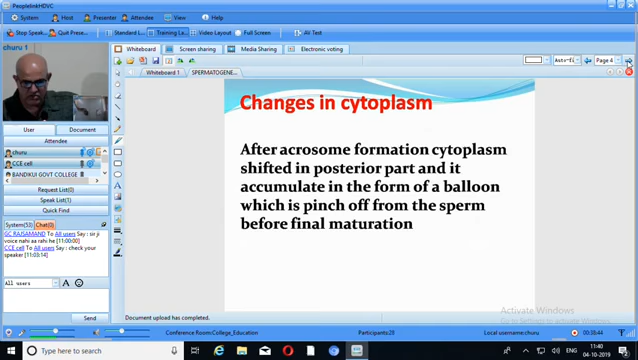 PeoplelinkHDVC
System Host Presenter Attendee View Help
Stop Speak.. Quit Prese... Standard L... Training La... Video Layout Full Screen AV Test
churu 1
Whiteboard Screen sharing Media Sharing Electronic voting
Auto-fi Page 4
Whiteboard 1 SPERMATOGENE...
User Document
Attendee
churu
CCE cell
BANDIKUI GOVT COLLEGE
Request List(0)
Speak List(0)
Quick Find
System(53) Chat(0)
GC RAJSAMAND To All users Say : sir ji
voice nahi aa rahi he [11:00:00]
CCE cell To All users Say : check your
speaker [11:03:14]
All users
Send
Changes in cytoplasm
After acrosome formation cytoplasm
shifted in posterior part and it
accumulate in the form of a balloon
which is pinch off from the sperm
before final maturation
Activate Windows
Document upload has completed.
Conference Room:College_Education Participants:28 Local username:churu 00:38:44
Type here to search
11:40
04-10-2019